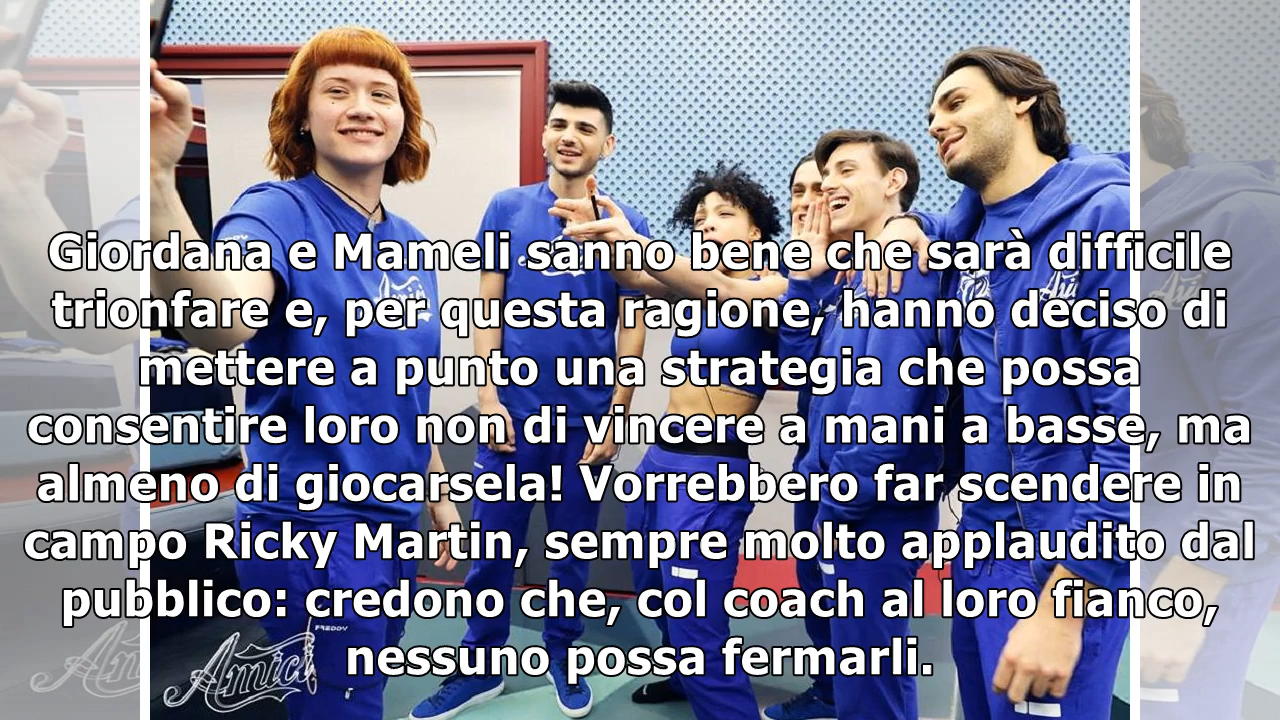 Giordana e Mameli sanno bene che sarà difficile
trionfare e, per questa ragione, hanno deciso di
mettere a punto una strategia che possa
consentire loro non di vincere a mani a basse, ma
almeno di giocarsela! Vorrebbero far scendere in
campo Ricky Martin, sempre molto applaudito dal
pubblico: credono che, col coach al loro fianco,
nessuno possa fermarli.
FREDDY
Amici